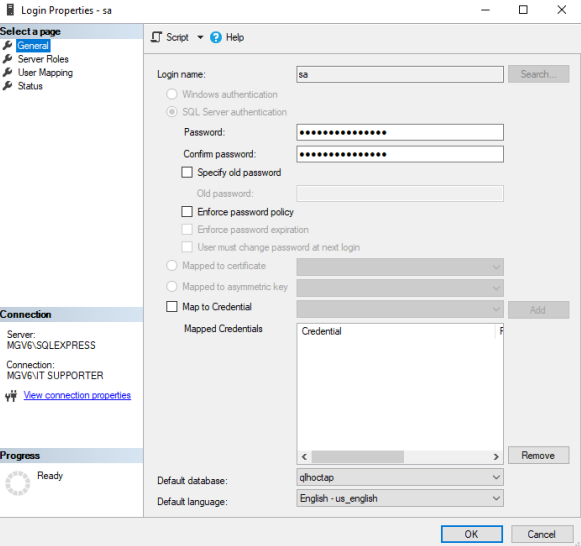 Login Properties - sa
Select a page
General
Server Roles
User Mapping
Status
Script
Help
Login name:
sa
Search...
Windows authentication
SQL Server authentication
Password:
●●●●●●●●●●●●●●●
Confirm password:
●●●●●●●●●●●●●●●
Specify old password
Old password:
Enforce password policy
Enforce password expiration
User must change password at next login
Mapped to certificate
Mapped to asymmetric key
Map to Credential
Add
Mapped Credentials
Credential
Connection
Server:
MGV6\SQLEXPRESS
Connection:
MGV6\IT SUPPORTER
View connection properties
Progress
Ready
Remove
Default database:
qlhoctap
Default language:
English - us_english
OK
Cancel